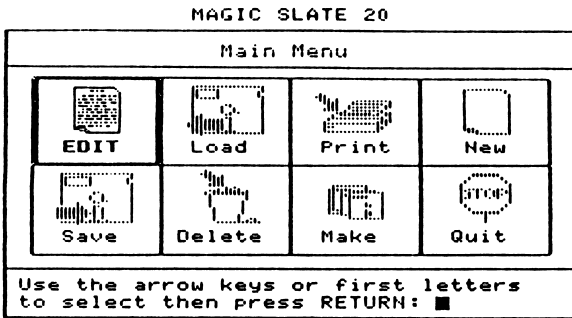 MAGIC SLATE 20
Main Menu
EDIT Load Print New
STOP
Save Delete Make Quit
Use the arrow keys or first letters
to select then press RETURN: